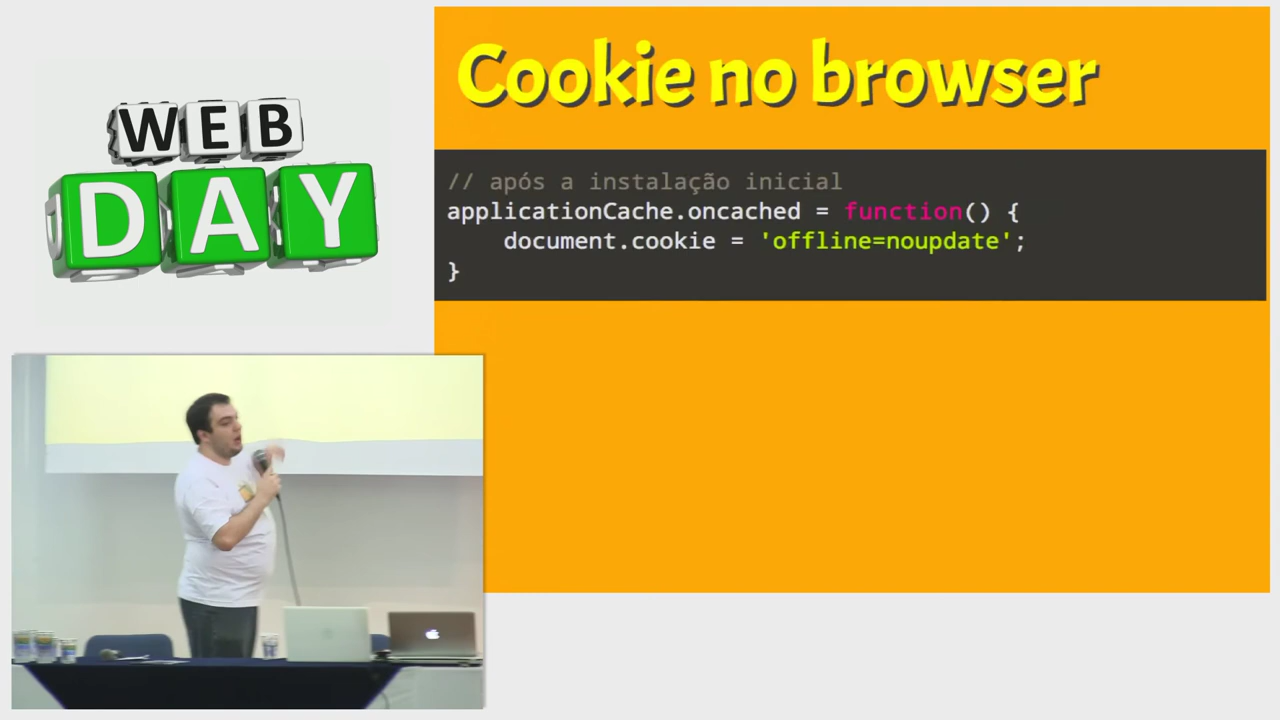 WEB
DAY
Cookie no browser
// após a instalação inicial
applicationCache.oncached = function() {
    document.cookie = 'offline=noupdate';
}